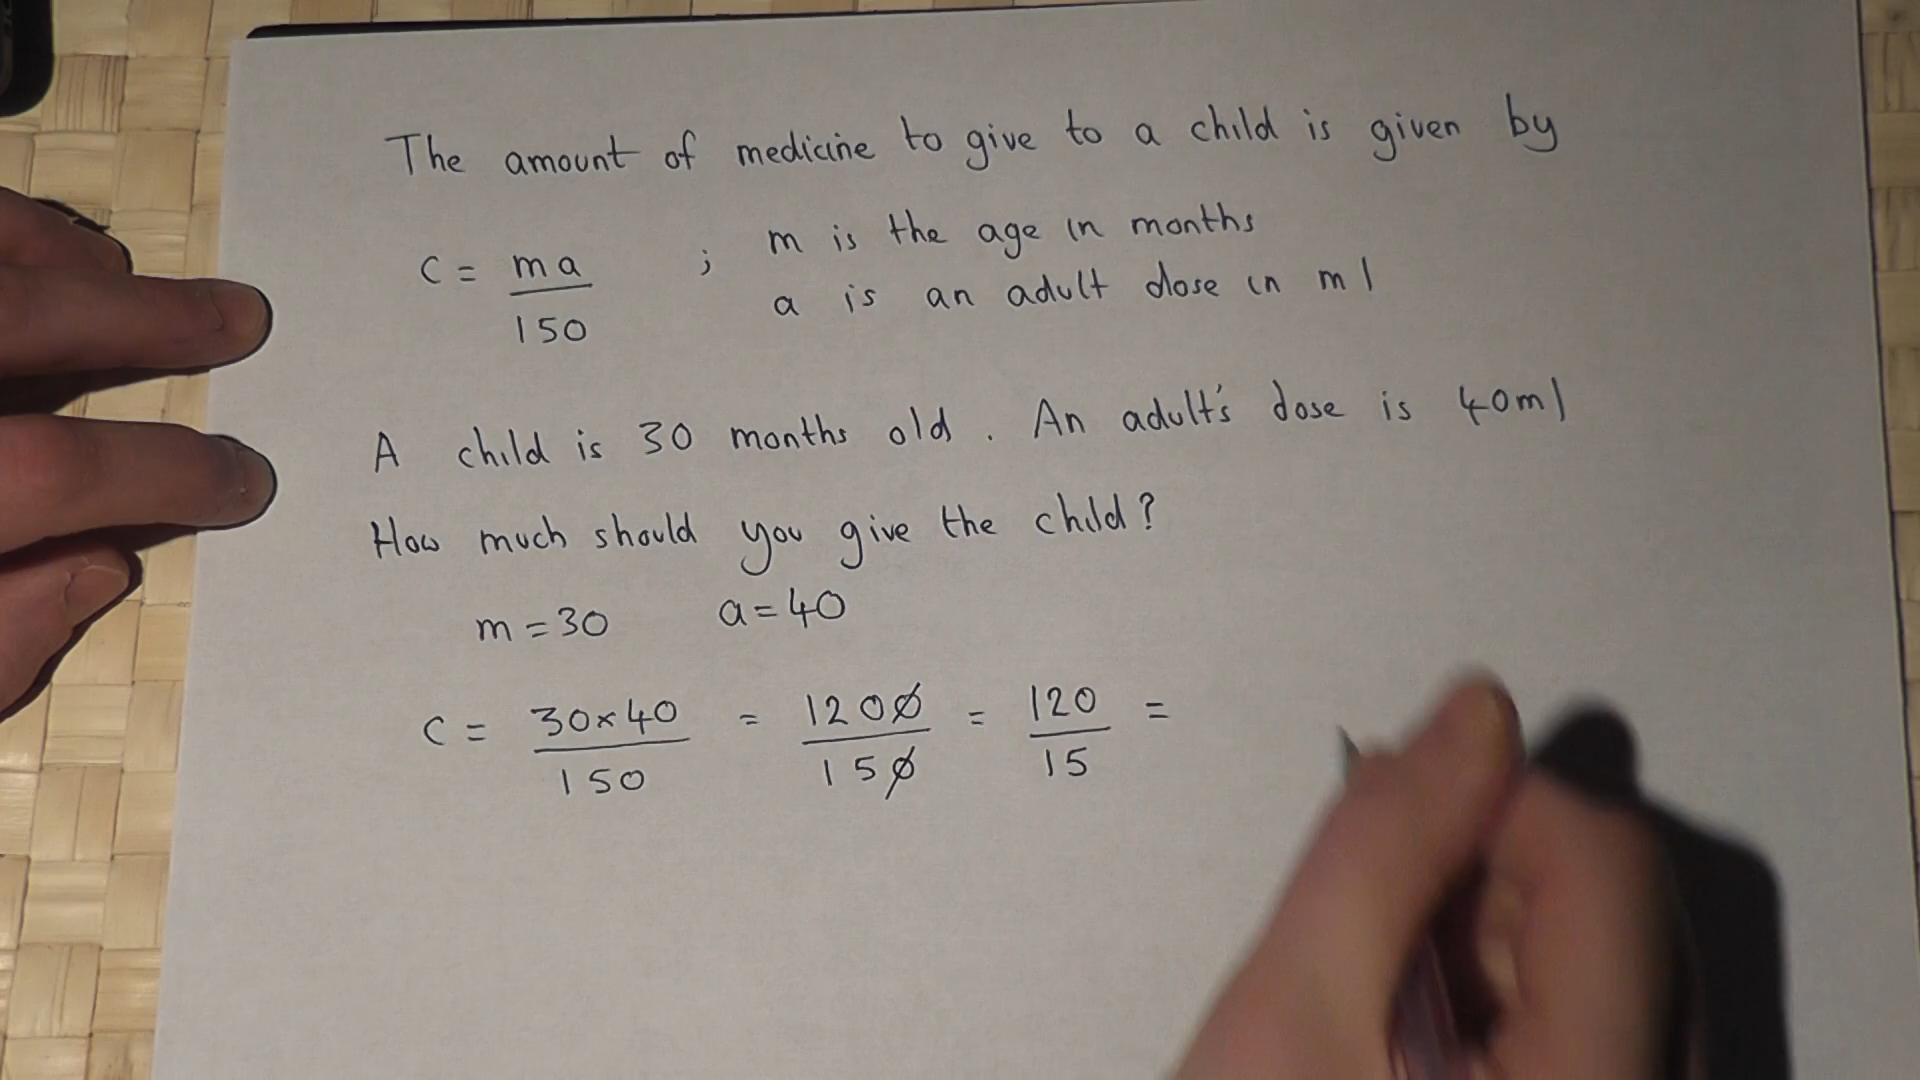 The amount of medicine to give to a child is given by
c = ma/150 ; m is the age in months
a is an adult dose in ml
A child is 30 months old. An adult's dose is 40ml
How much should you give the child?
m = 30 a = 40
c = 30×40/150 = 1200/150 = 120/15 =